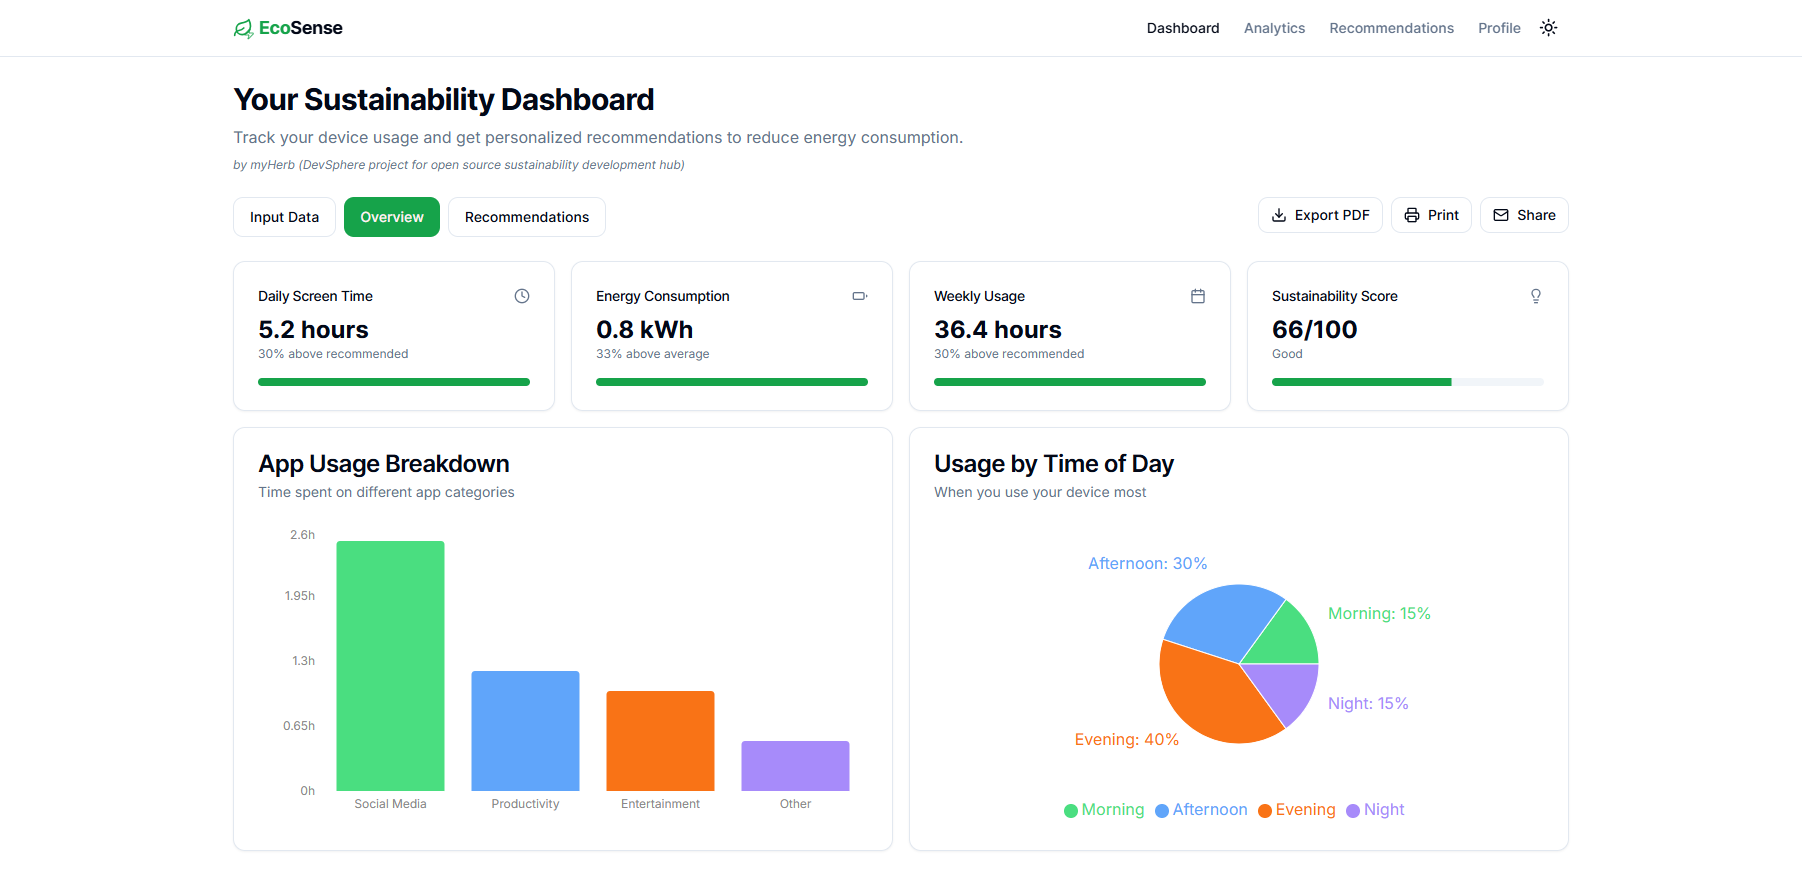 EcoSense
Dashboard Analytics Recommendations Profile
Your Sustainability Dashboard
Track your device usage and get personalized recommendations to reduce energy consumption.
by myHerb (DevSphere project for open source sustainability development hub)
Input Data Overview Recommendations
Export PDF Print Share
Daily Screen Time
5.2 hours
30% above recommended
Energy Consumption
0.8 kWh
33% above average
Weekly Usage
36.4 hours
30% above recommended
Sustainability Score
66/100
Good
App Usage Breakdown
Time spent on different app categories
2.6h
1.95h
1.3h
0.65h
0h
Social Media Productivity Entertainment Other
Usage by Time of Day
When you use your device most
Afternoon: 30%
Morning: 15%
Night: 15%
Evening: 40%
Morning Afternoon Evening Night